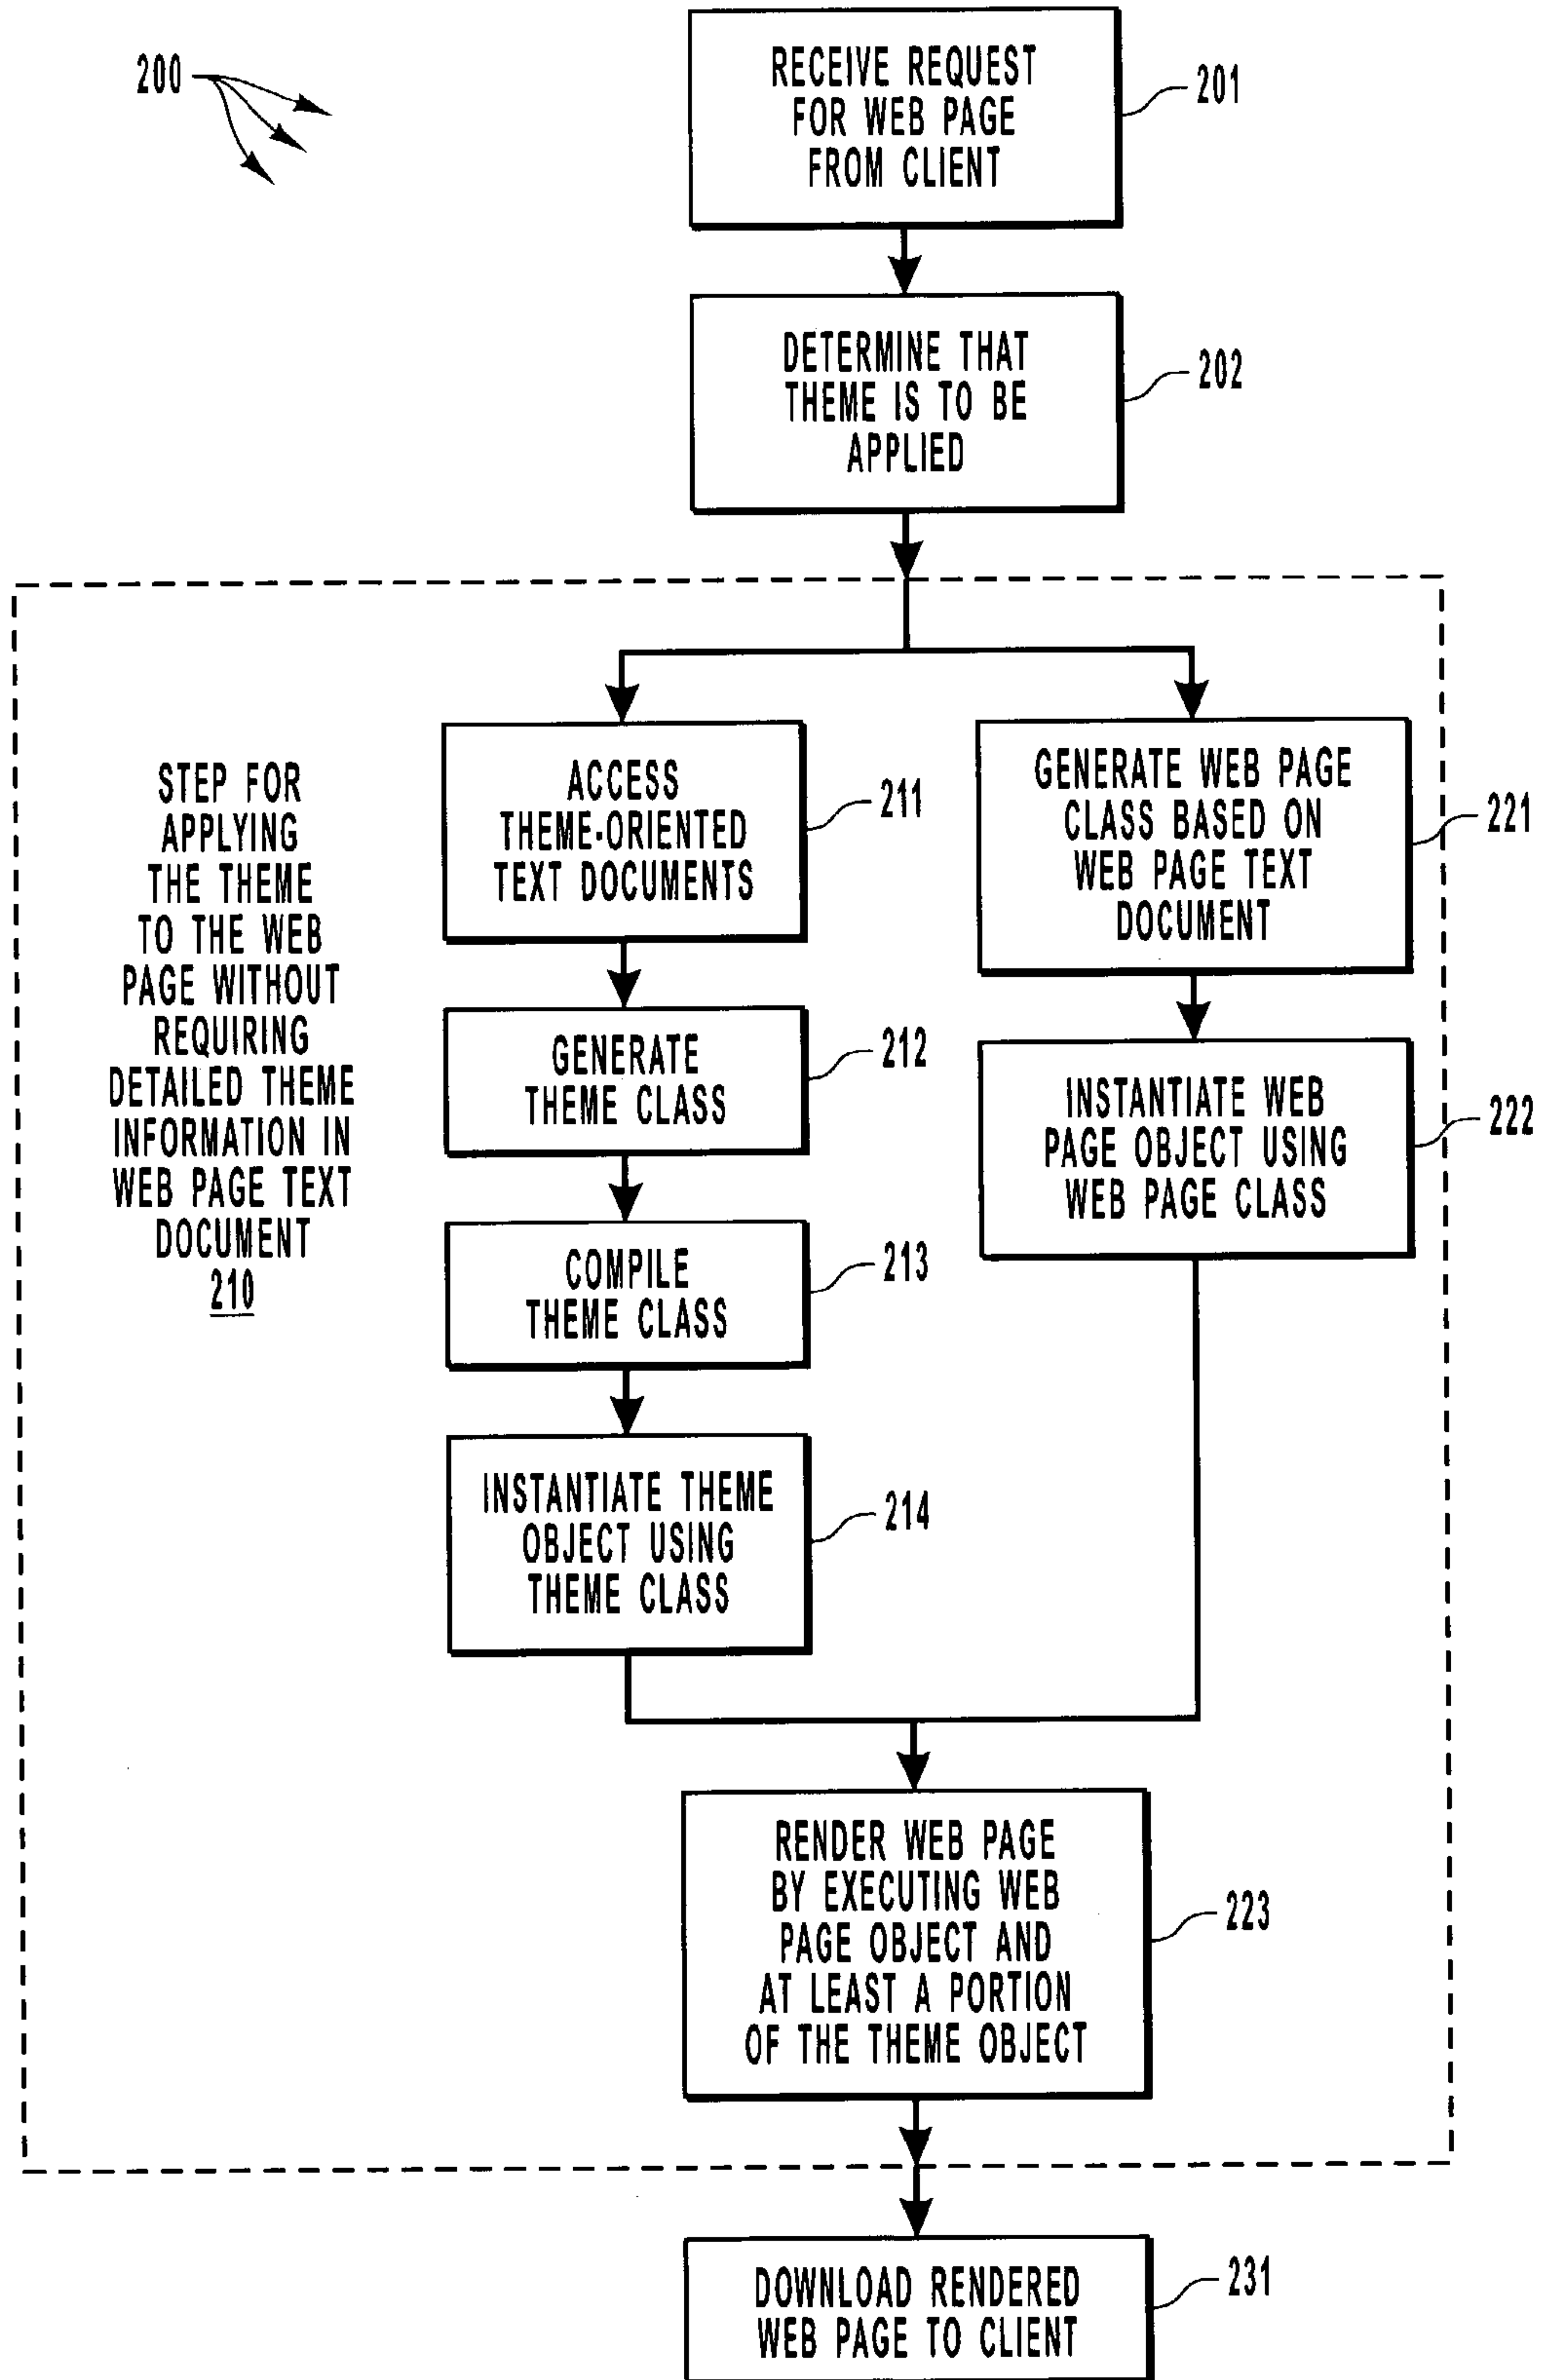 200
RECEIVE REQUEST
FOR WEB PAGE
FROM CLIENT
201
DETERMINE THAT
THEME IS TO BE
APPLIED
202
STEP FOR
APPLYING
THE THEME
TO THE WEB
PAGE WITHOUT
REQUIRING
DETAILED THEME
INFORMATION IN
WEB PAGE TEXT
DOCUMENT
210
ACCESS
THEME-ORIENTED
TEXT DOCUMENTS
211
GENERATE
THEME CLASS
212
COMPILE
THEME CLASS
213
INSTANTIATE THEME
OBJECT USING
THEME CLASS
214
GENERATE WEB PAGE
CLASS BASED ON
WEB PAGE TEXT
DOCUMENT
221
INSTANTIATE WEB
PAGE OBJECT USING
WEB PAGE CLASS
222
RENDER WEB PAGE
BY EXECUTING WEB
PAGE OBJECT AND
AT LEAST A PORTION
OF THE THEME OBJECT
223
DOWNLOAD RENDERED
WEB PAGE TO CLIENT
231